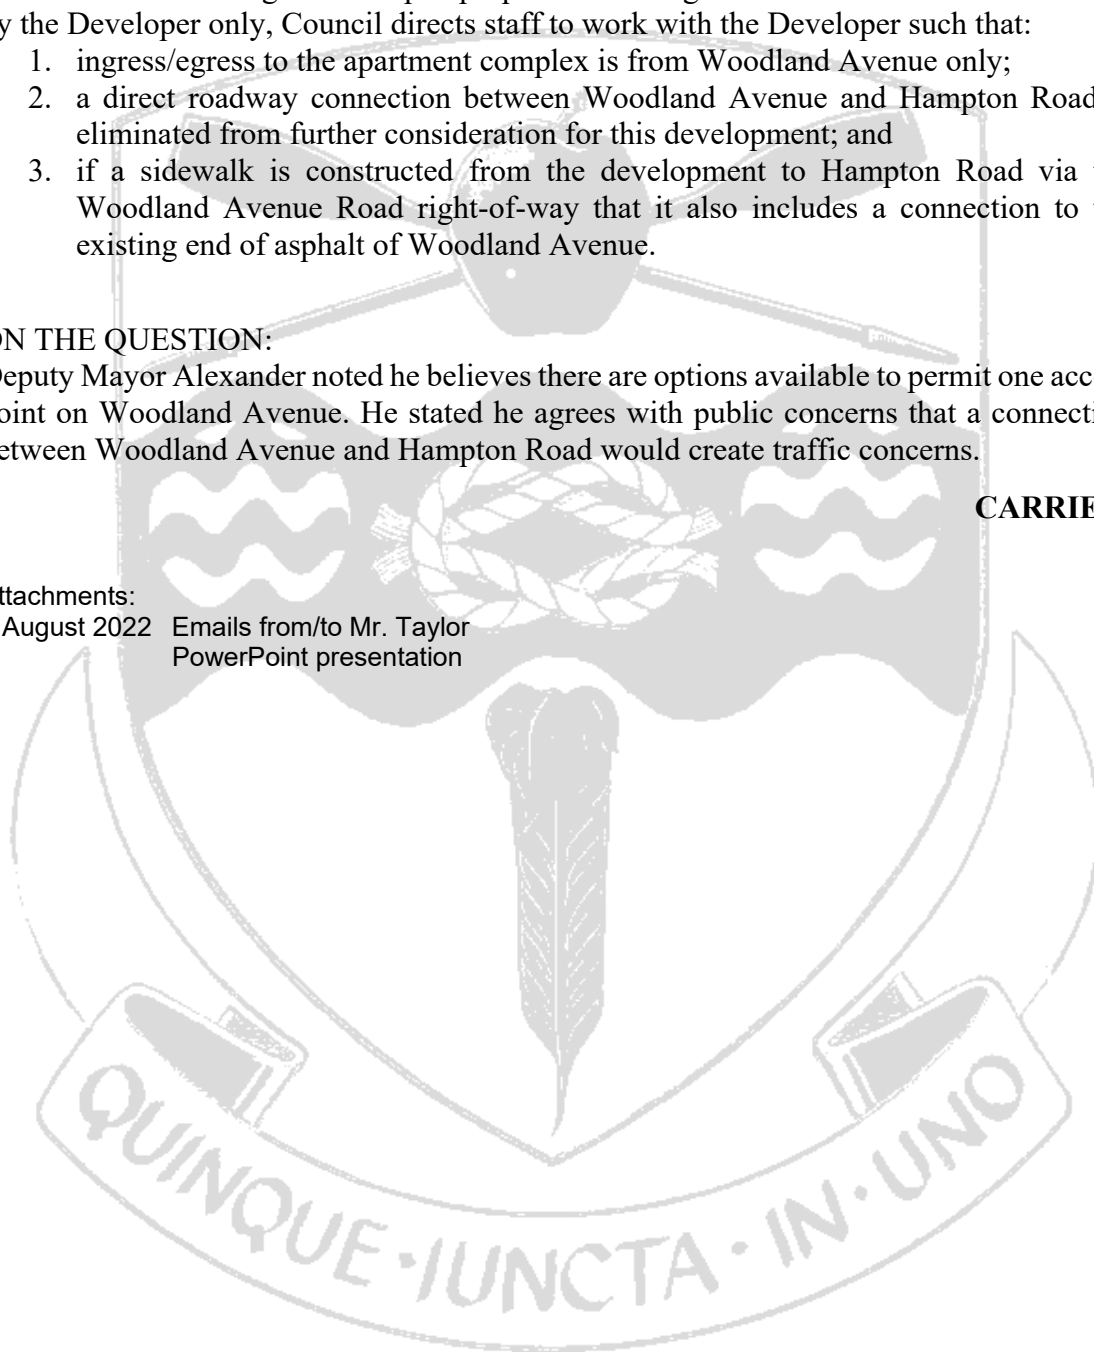 y the Developer only, Council directs staff to work with the Developer such that:
1. ingress/egress to the apartment complex is from Woodland Avenue only;
2. a direct roadway connection between Woodland Avenue and Hampton Road
eliminated from further consideration for this development; and
3. if a sidewalk is constructed from the development to Hampton Road via
Woodland Avenue Road right-of-way that it also includes a connection to
existing end of asphalt of Woodland Avenue.
ON THE QUESTION:
Deputy Mayor Alexander noted he believes there are options available to permit one acc
oint on Woodland Avenue. He stated he agrees with public concerns that a connecti
etween Woodland Avenue and Hampton Road would create traffic concerns.
CARRIE
ttachments:
August 2022 Emails from/to Mr. Taylor
PowerPoint presentation
QUINQUE·IUNCTA·IN·UNO